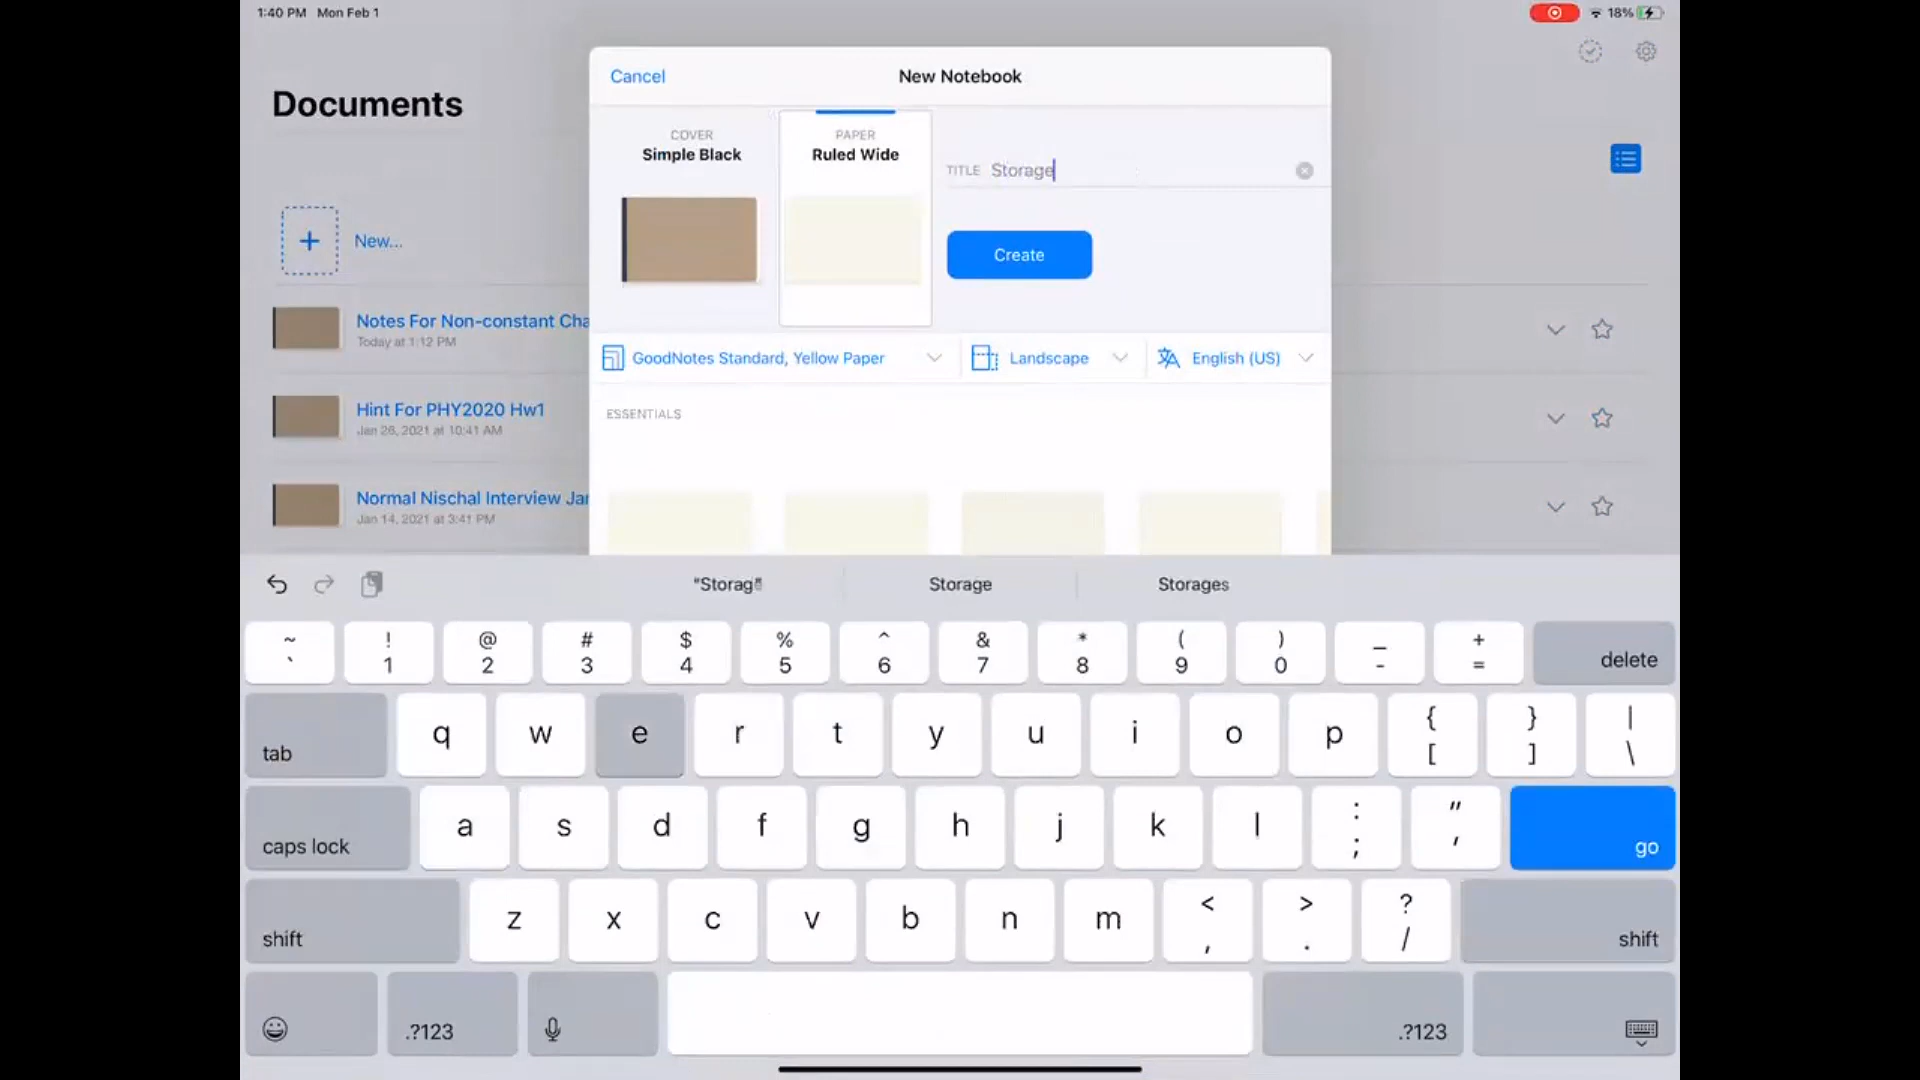 1:40 PM Mon Feb 1
18%
Documents
Cancel
New Notebook
COVER
Simple Black
PAPER
Ruled Wide
TITLE Storage
Create
New...
Notes For Non-constant Cha
Today at 1:12 PM
GoodNotes Standard, Yellow Paper
Landscape
English (US)
ESSENTIALS
Hint For PHY2020 Hw1
Jan 26, 2021 at 10:41 AM
Normal Nischal Interview Jan
Jan 14, 2021 at 3:41 PM
"Storag"
Storage
Storages
~ ! @ # $ % ^ & * ( ) _ +
` 1 2 3 4 5 6 7 8 9 0 - = delete
tab q w e r t y u i o p { [ } ] | \
caps lock a s d f g h j k l : ; " ' go
shift z x c v b n m < , > . ? / shift
.?123 .?123